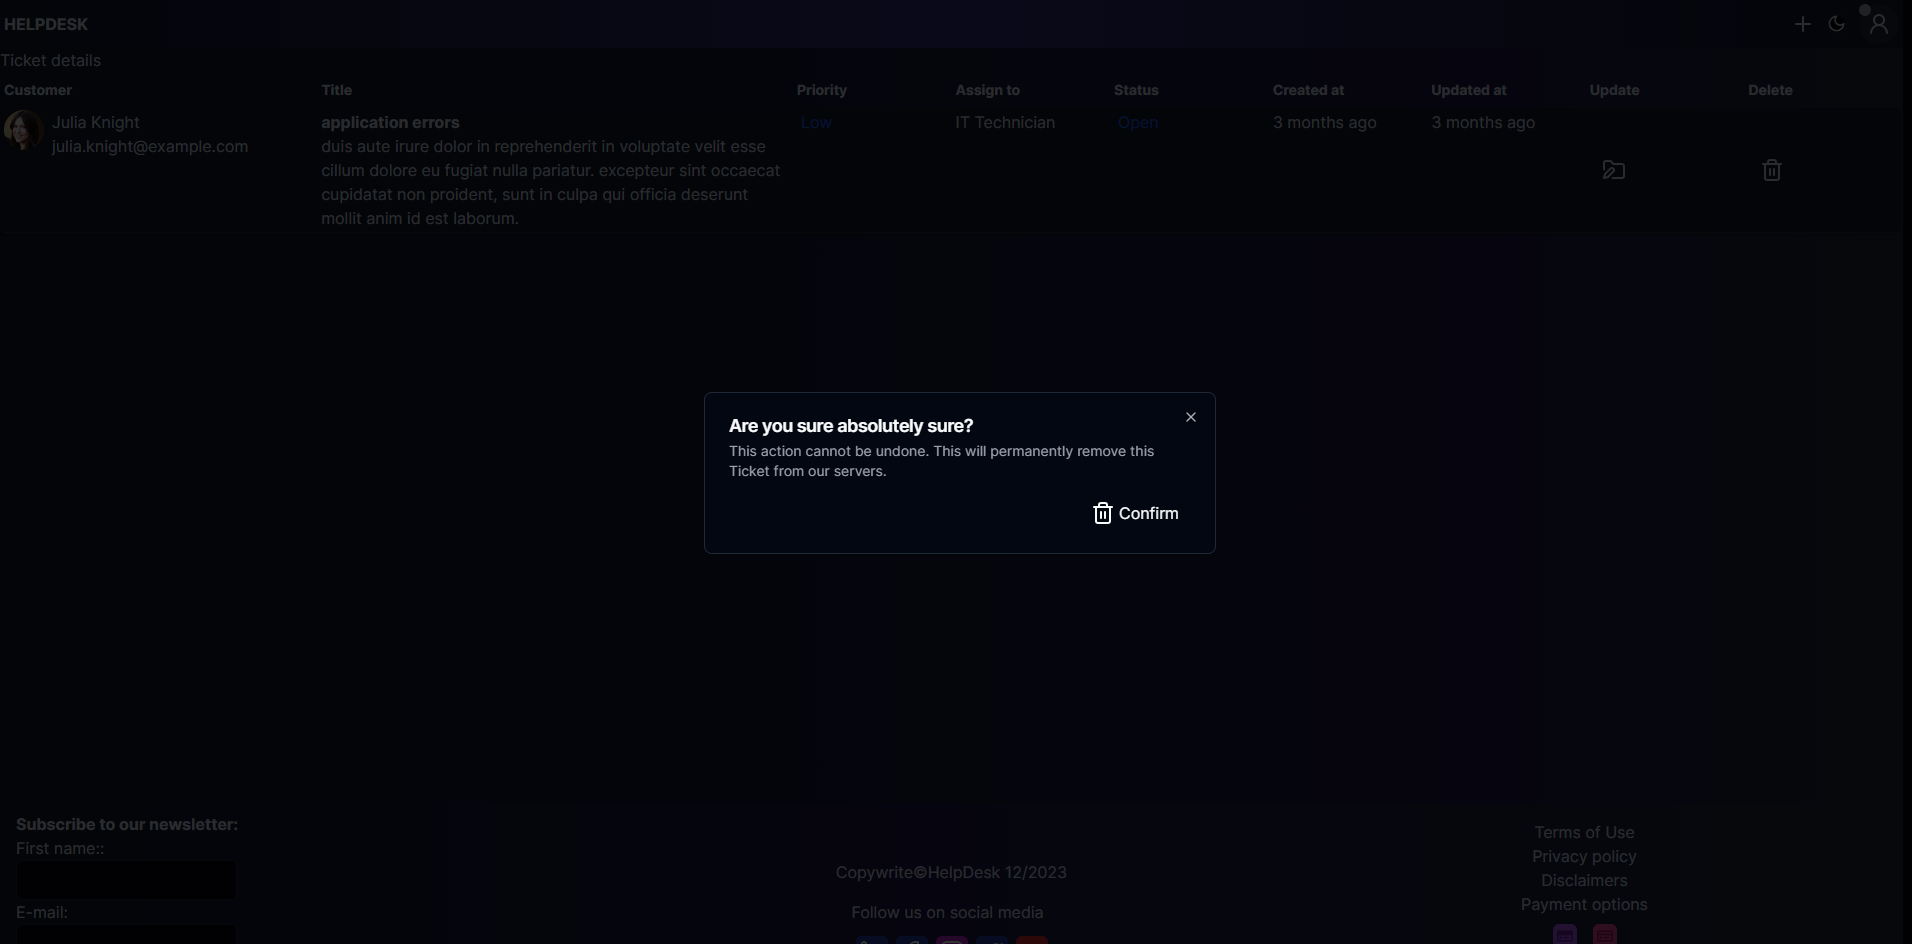 HELPDESK
Ticket details
Customer Title Priority Assign to Status Created at Updated at Update Delete
Julia Knight application errors Low IT Technician Open 3 months ago 3 months ago
julia.knight@example.com duis aute irure dolor in reprehenderit in voluptate velit esse
cillum dolore eu fugiat nulla pariatur. excepteur sint occaecat
cupidatat non proident, sunt in culpa qui officia deserunt
mollit anim id est laborum.
Are you sure absolutely sure?
This action cannot be undone. This will permanently remove this
Ticket from our servers.
Confirm
Subscribe to our newsletter:
First name::
E-mail:
Copywrite©HelpDesk 12/2023
Follow us on social media
Terms of Use
Privacy policy
Disclaimers
Payment options